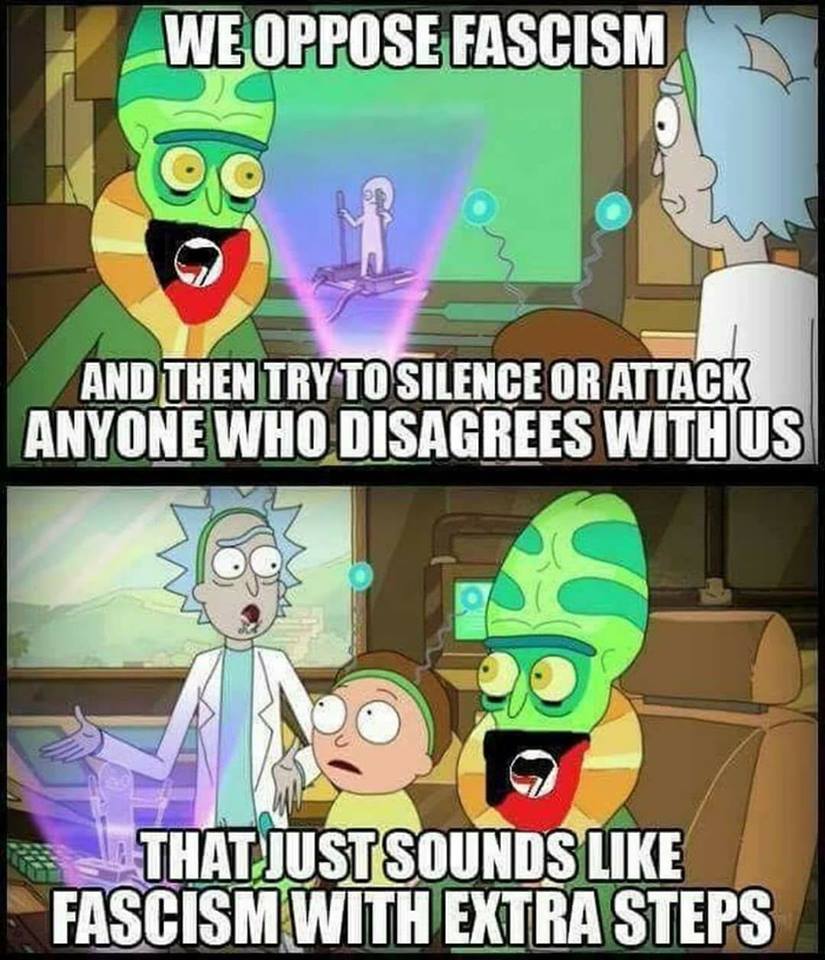 WE OPPOSE FASCISM
AND THEN TRY TO SILENCE OR ATTACK
ANYONE WHO DISAGREES WITH US
THAT JUST SOUNDS LIKE
FASCISM WITH EXTRA STEPS